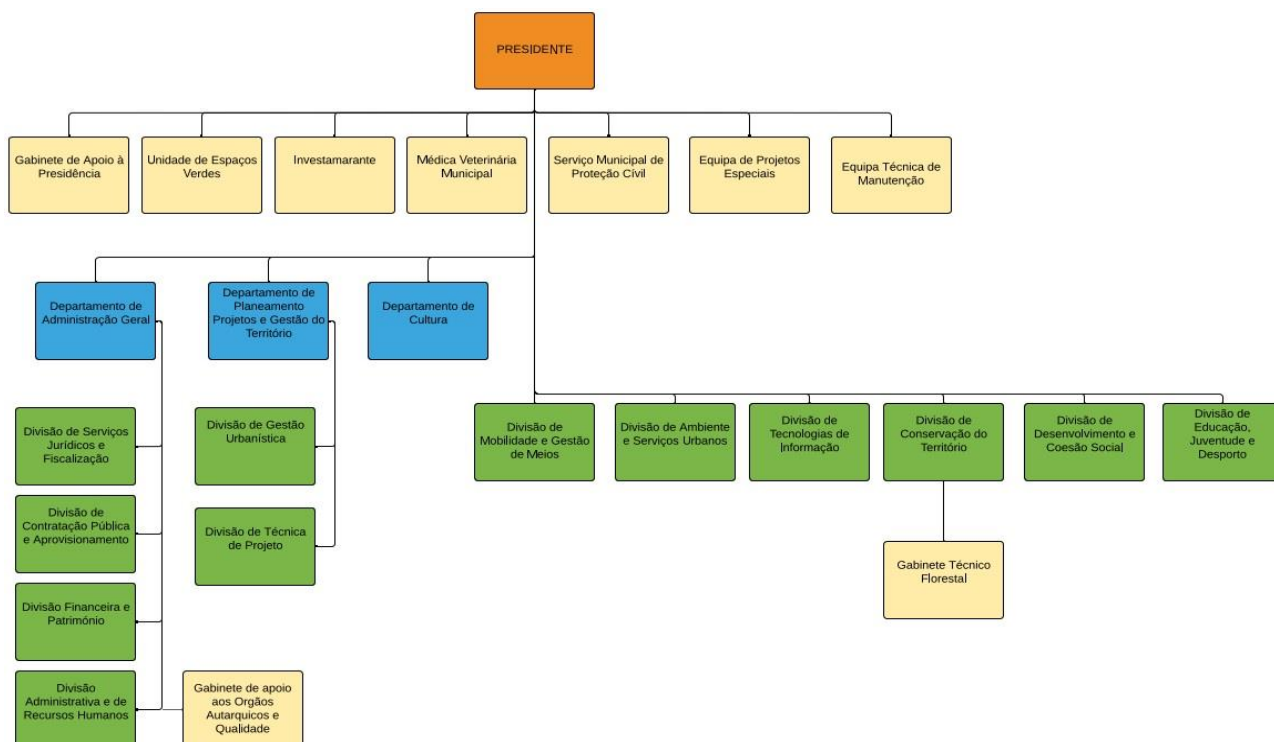 PRESIDENTE
Gabinete de Apoio à
Presidência
Unidade de Espaços
Verdes
Investamarante
Médica Veterinária
Municipal
Serviço Municipal de
Proteção Cívil
Equipa de Projetos
Especiais
Equipa Técnica de
Manutenção
Departamento de
Administração Geral
Departamento de
Planeamento
Projetos e Gestão do
Território
Departamento de
Cultura
Divisão de Serviços
Jurídicos e
Fiscalização
Divisão de
Contratação Pública
e Aprovisionamento
Divisão Financeira e
Património
Divisão
Administrativa e de
Recursos Humanos
Gabinete de apoio
aos Orgãos
Autarquicos e
Qualidade
Divisão de Gestão
Urbanística
Divisão de Técnica
de Projeto
Divisão de
Mobilidade e Gestão
de Meios
Divisão de Ambiente
e Serviços Urbanos
Divisão de
Tecnologias de
Informação
Divisão de
Conservação do
Território
Divisão de
Desenvolvimento e
Coesão Social
Divisão de
Educação,
Juventude e
Desporto
Gabinete Técnico
Florestal